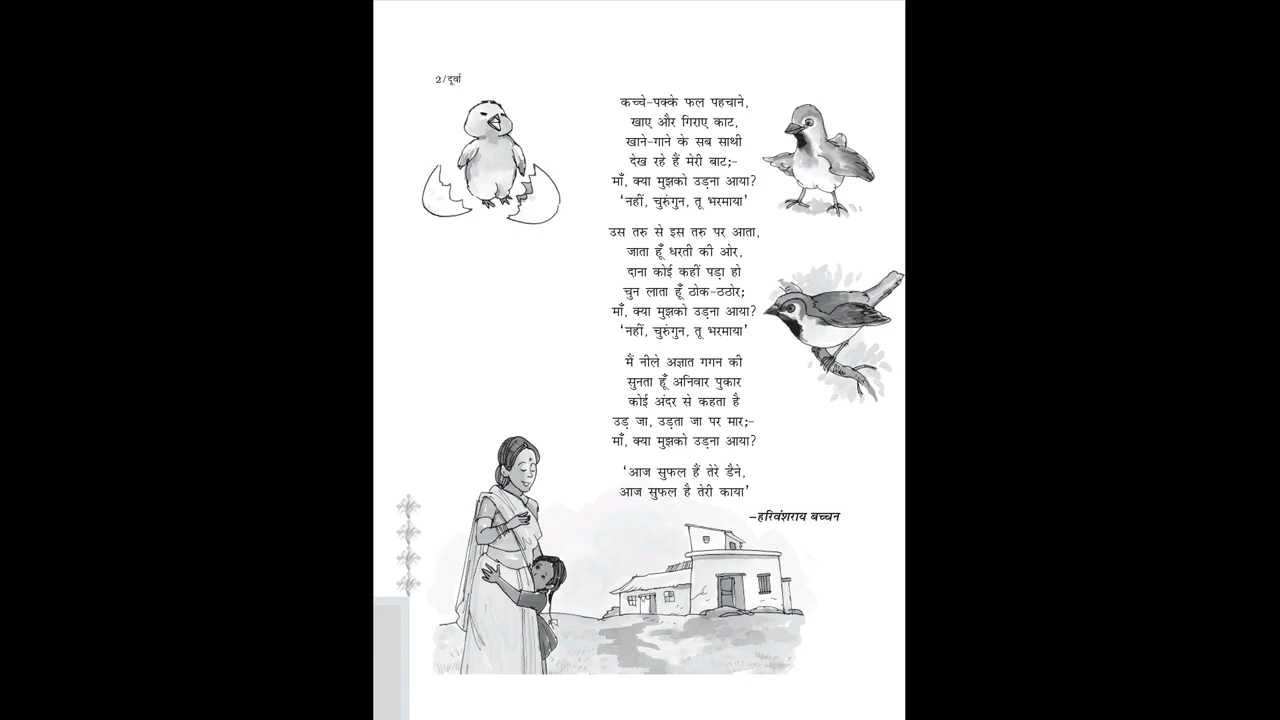 2/दूर्वा
कच्चे-पक्के फल पहचाने,
खाए और गिराए काट,
खाने-गाने के सब साथी
देख रहे हैं मेरी बाट;-
माँ, क्या मुझको उड़ना आया?
‘नहीं, चुरुंगुन, तू भरमाया’
उस तरु से इस तरु पर आता,
जाता हूँ धरती की ओर,
दाना कोई कहीं पड़ा हो
चुन लाता हूँ ठोक-ठठोर;
माँ, क्या मुझको उड़ना आया?
‘नहीं, चुरुंगुन, तू भरमाया’
मैं नीले अज्ञात गगन की
सुनता हूँ अनिवार पुकार
कोई अंदर से कहता है
उड़ जा, उड़ता जा पर मार;-
माँ, क्या मुझको उड़ना आया?
‘आज सुफल हैं तेरे डैने,
आज सुफल है तेरी काया’
–हरिवंशराय बच्चन